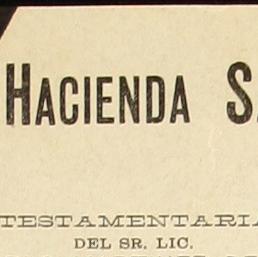 HACIENDA S
TESTAMENTARIA
DEL SR. LIC.